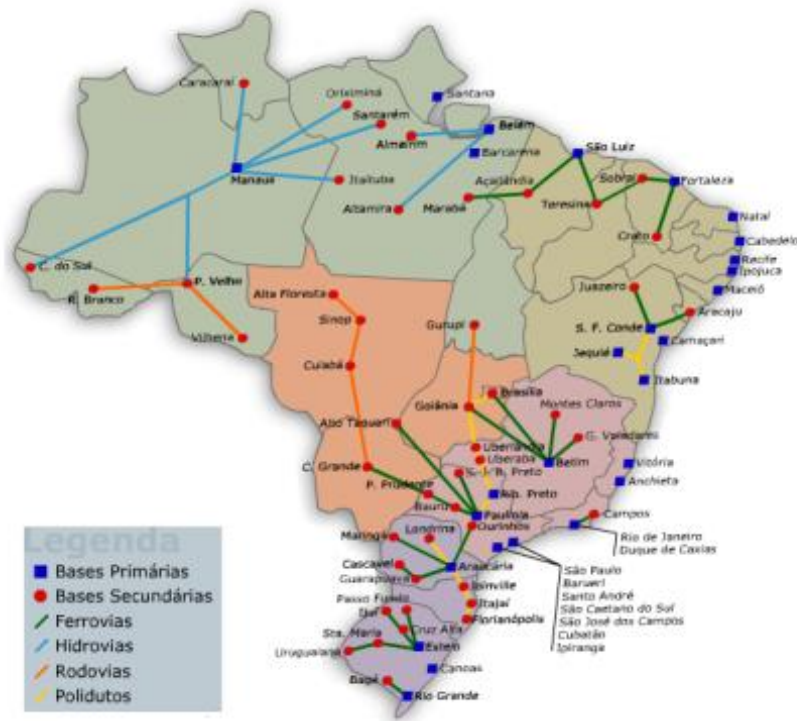 Caracaraí
Oriximiná
Santarém
Almeirim
Santana
Belém
Barcarena
São Luiz
Manaus
Itaituba
Altamira
Marabá
Açailândia
Teresina
Sobral
Fortaleza
Crato
Natal
Cabedelo
Recife
Ipojuca
Maceió
C. do Sul
R. Branco
P. Velho
Vilhena
Alta Floresta
Sinop
Cuiabá
Gurupi
Juazeiro
Aracaju
S. F. Conde
Camaçari
Jequié
Itabuna
Alto Taquari
Goiânia
Brasília
Montes Claros
G. Valadares
Uberlândia
Uberaba
Betim
Vitória
Anchieta
C. Grande
P. Prudente
S. J. R. Preto
Rib. Preto
Bauru
Paulínia
Ourinhos
Campos
Rio de Janeiro
Duque de Caxias
Maringá
Londrina
Cascavel
Guarapuava
Araucária
São Paulo
Barueri
Santo André
São Caetano do Sul
São José dos Campos
Cubatão
Ipiranga
Joinville
Itajaí
Florianópolis
Passo Fundo
Ijuí
Cruz Alta
Sta. Maria
Uruguaiana
Esteio
Canoas
Bagé
Rio Grande
Legenda
Bases Primárias
Bases Secundárias
Ferrovias
Hidrovias
Rodovias
Polidutos